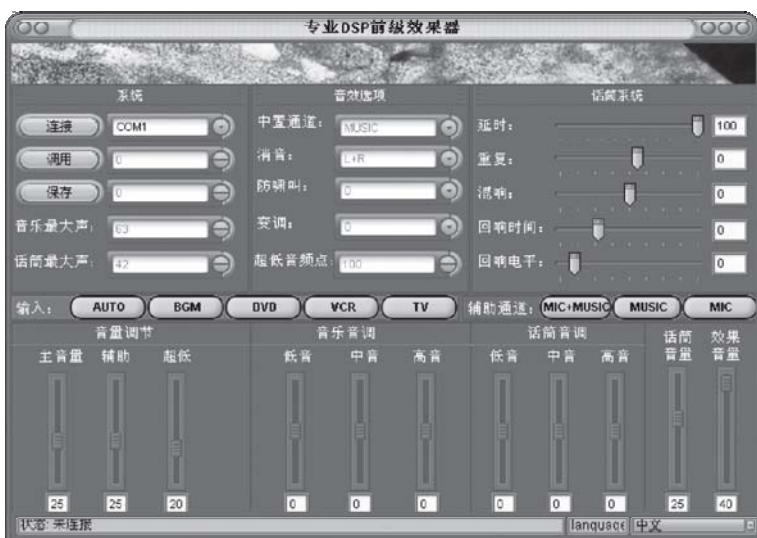 专业DSP前级效果器
系统 音效选项 话筒系统
连接 COM1 中置通道: MUSIC 延时: 100
调用 0 消音: L+R 重复: 0
保存 0 防啸叫: 0 混响: 0
音乐最大声: 63 变调: 0 回响时间: 0
话筒最大声: 42 超低音频点: 100 回响电平: 0
输入: AUTO BGM DVD VCR TV 辅助通道: MIC+MUSIC MUSIC MIC
音量调节 音乐音调 话筒音调 话筒音量 效果音量
主音量 辅助 超低 低音 中音 高音 低音 中音 高音
25 25 20 0 0 0 0 0 0 25 40
状态: 未连接 language 中文